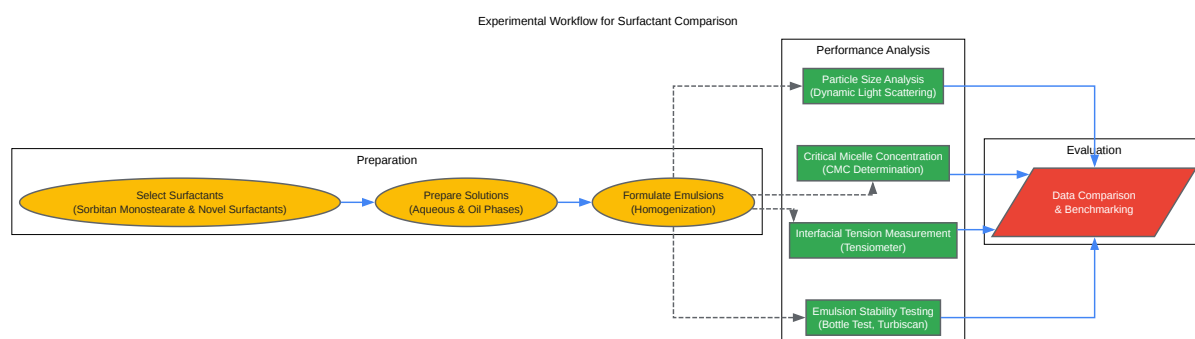 Experimental Workflow for Surfactant Comparison
Preparation
Select Surfactants
(Sorbitan Monostearate & Novel Surfactants)
Prepare Solutions
(Aqueous & Oil Phases)
Formulate Emulsions
(Homogenization)
Performance Analysis
Particle Size Analysis
(Dynamic Light Scattering)
Critical Micelle Concentration
(CMC Determination)
Interfacial Tension Measurement
(Tensiometer)
Emulsion Stability Testing
(Bottle Test, Turbiscan)
Evaluation
Data Comparison
& Benchmarking